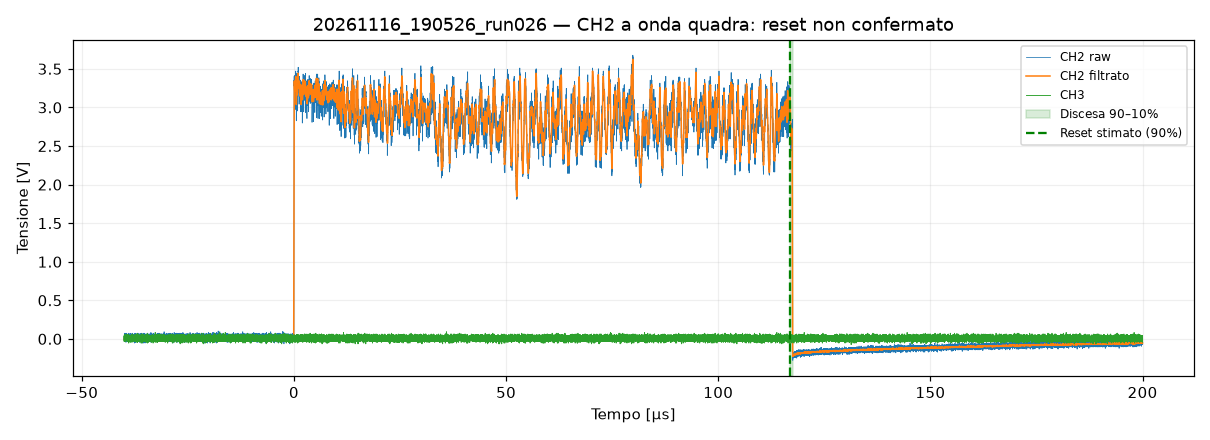 20261116_190526_run026 — CH2 a onda quadra: reset non confermato
CH2 raw
CH2 filtrato
CH3
Discesa 90–10%
Reset stimato (90%)
Tensione [V]
3.5
3.0
2.5
2.0
1.5
1.0
0.5
0.0
−50
0
50
100
150
200
Tempo [µs]